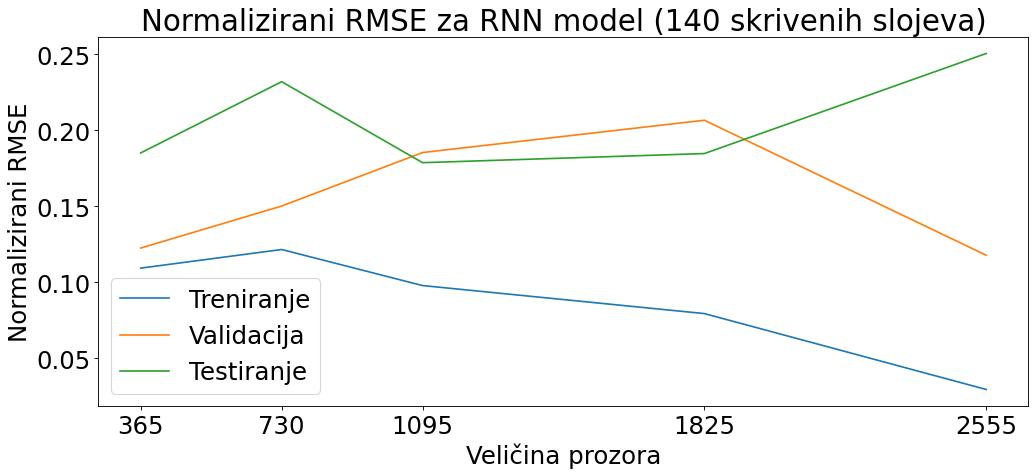 Normalizirani RMSE za RNN model (140 skrivenih slojeva)
Normalizirani RMSE
0.25
0.20
0.15
0.10
0.05
Treniranje
Validacija
Testiranje
365 730 1095 1825 2555
Veličina prozora